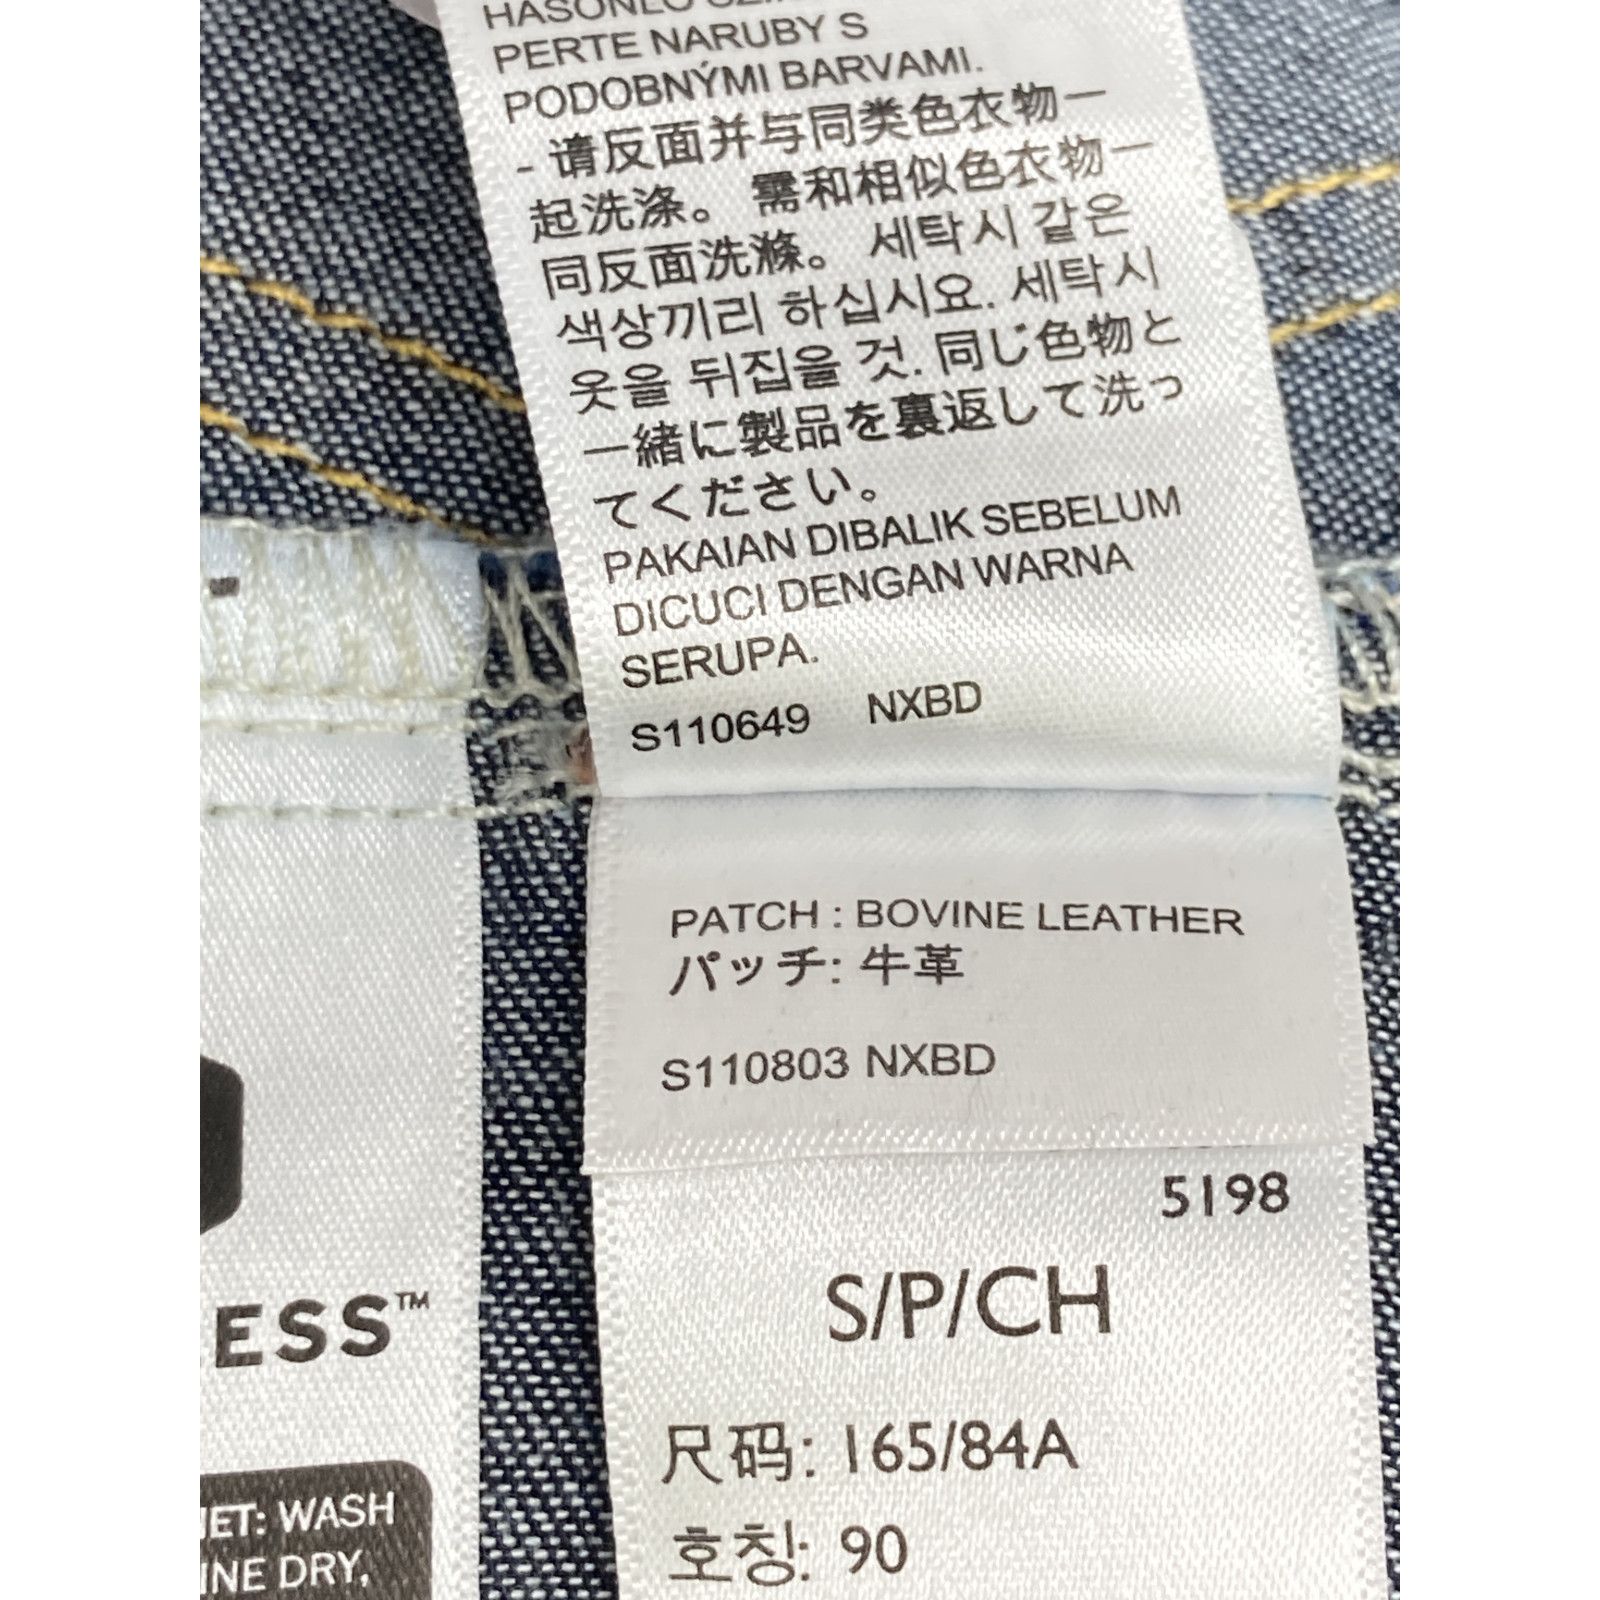 PERTE NARUBY S
PODOBNÝMI BARVAMI.
- 请反面并与同类色衣物一
起洗涤。 需和相似色衣物一
同反面洗滌。 세탁시 같은
색상끼리 하십시요. 세탁시
옷을 뒤집을 것. 同じ色物と
一緒に製品を裏返して洗っ
てください。
PAKAIAN DIBALIK SEBELUM
DICUCI DENGAN WARNA
SERUPA.
S110649 NXBD
PATCH : BOVINE LEATHER
パッチ: 牛革
S110803 NXBD
5198
S/P/CH
尺码: 165/84A
호칭: 90
ESS™
ET: WASH
INE DRY,